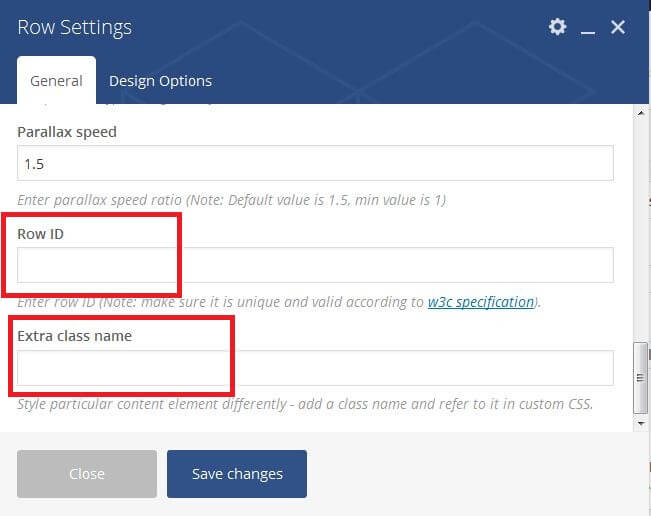 Row Settings
General Design Options
Parallax speed
1.5
Enter parallax speed ratio (Note: Default value is 1.5, min value is 1)
Row ID
Enter row ID (Note: make sure it is unique and valid according to w3c specification).
Extra class name
Style particular content element differently - add a class name and refer to it in custom CSS.
Close Save changes